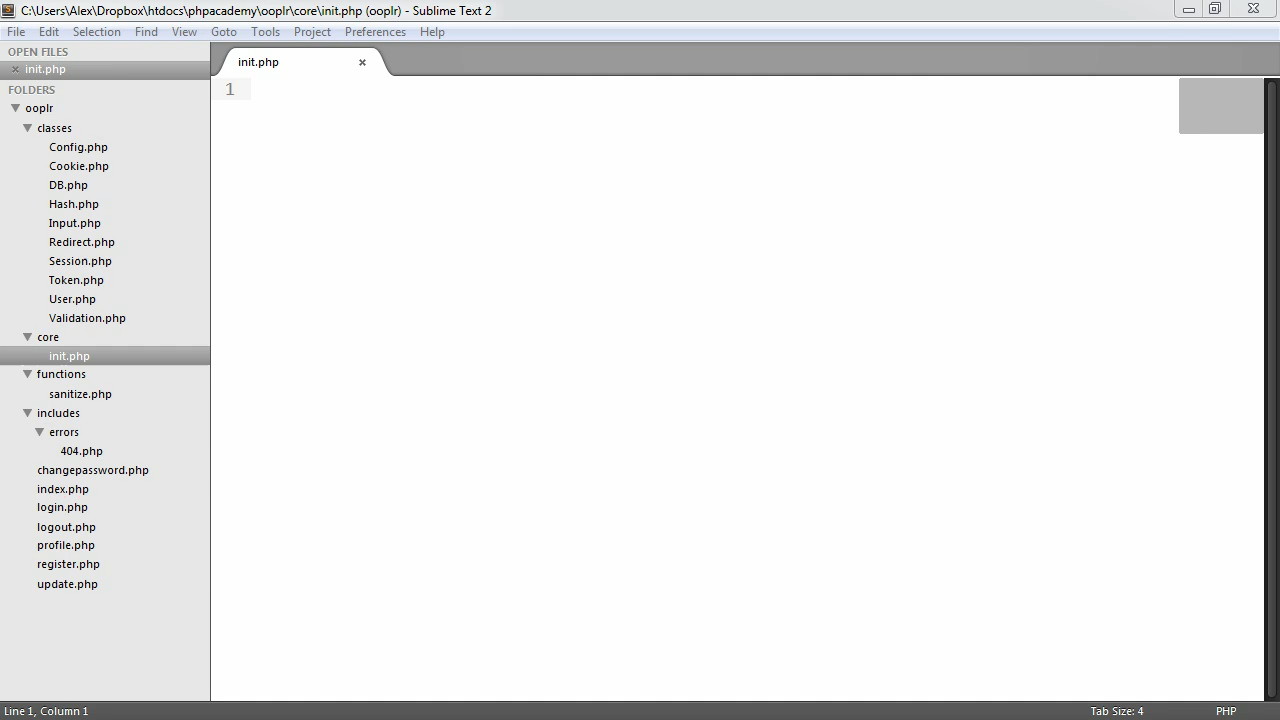 C:\Users\Alex\Dropbox\htdocs\phpacademy\ooplr\core\init.php (ooplr) - Sublime Text 2
File Edit Selection Find View Goto Tools Project Preferences Help
OPEN FILES
init.php
init.php
FOLDERS
1
ooplr
classes
Config.php
Cookie.php
DB.php
Hash.php
Input.php
Redirect.php
Session.php
Token.php
User.php
Validation.php
core
init.php
functions
sanitize.php
includes
errors
404.php
changepassword.php
index.php
login.php
logout.php
profile.php
register.php
update.php
Line 1, Column 1 Tab Size: 4 PHP